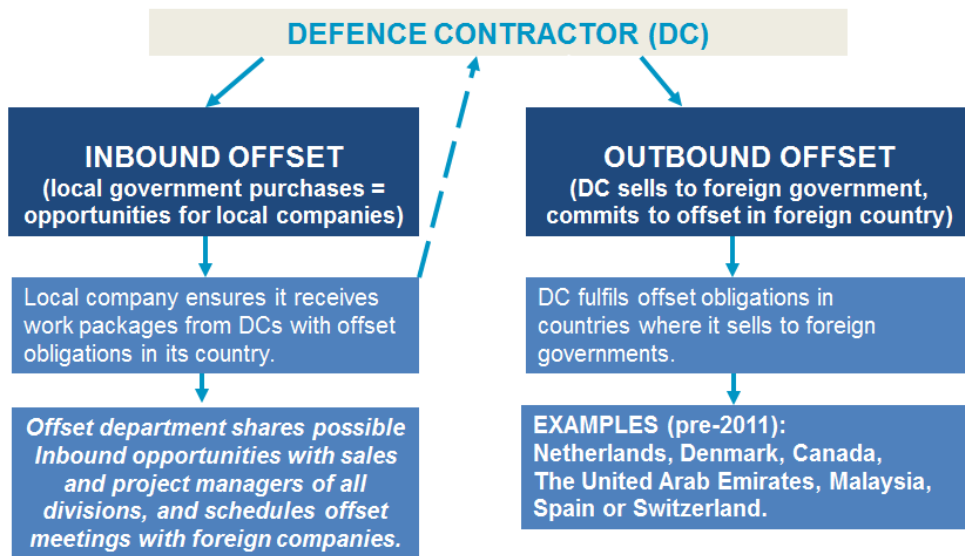 DEFENCE CONTRACTOR (DC)
INBOUND OFFSET
(local government purchases =
opportunities for local companies)
Local company ensures it receives
work packages from DCs with offset
obligations in its country.
Offset department shares possible
Inbound opportunities with sales
and project managers of all
divisions, and schedules offset
meetings with foreign companies.
OUTBOUND OFFSET
(DC sells to foreign government,
commits to offset in foreign country)
DC fulfils offset obligations in
countries where it sells to foreign
governments.
EXAMPLES (pre-2011):
Netherlands, Denmark, Canada,
The United Arab Emirates, Malaysia,
Spain or Switzerland.